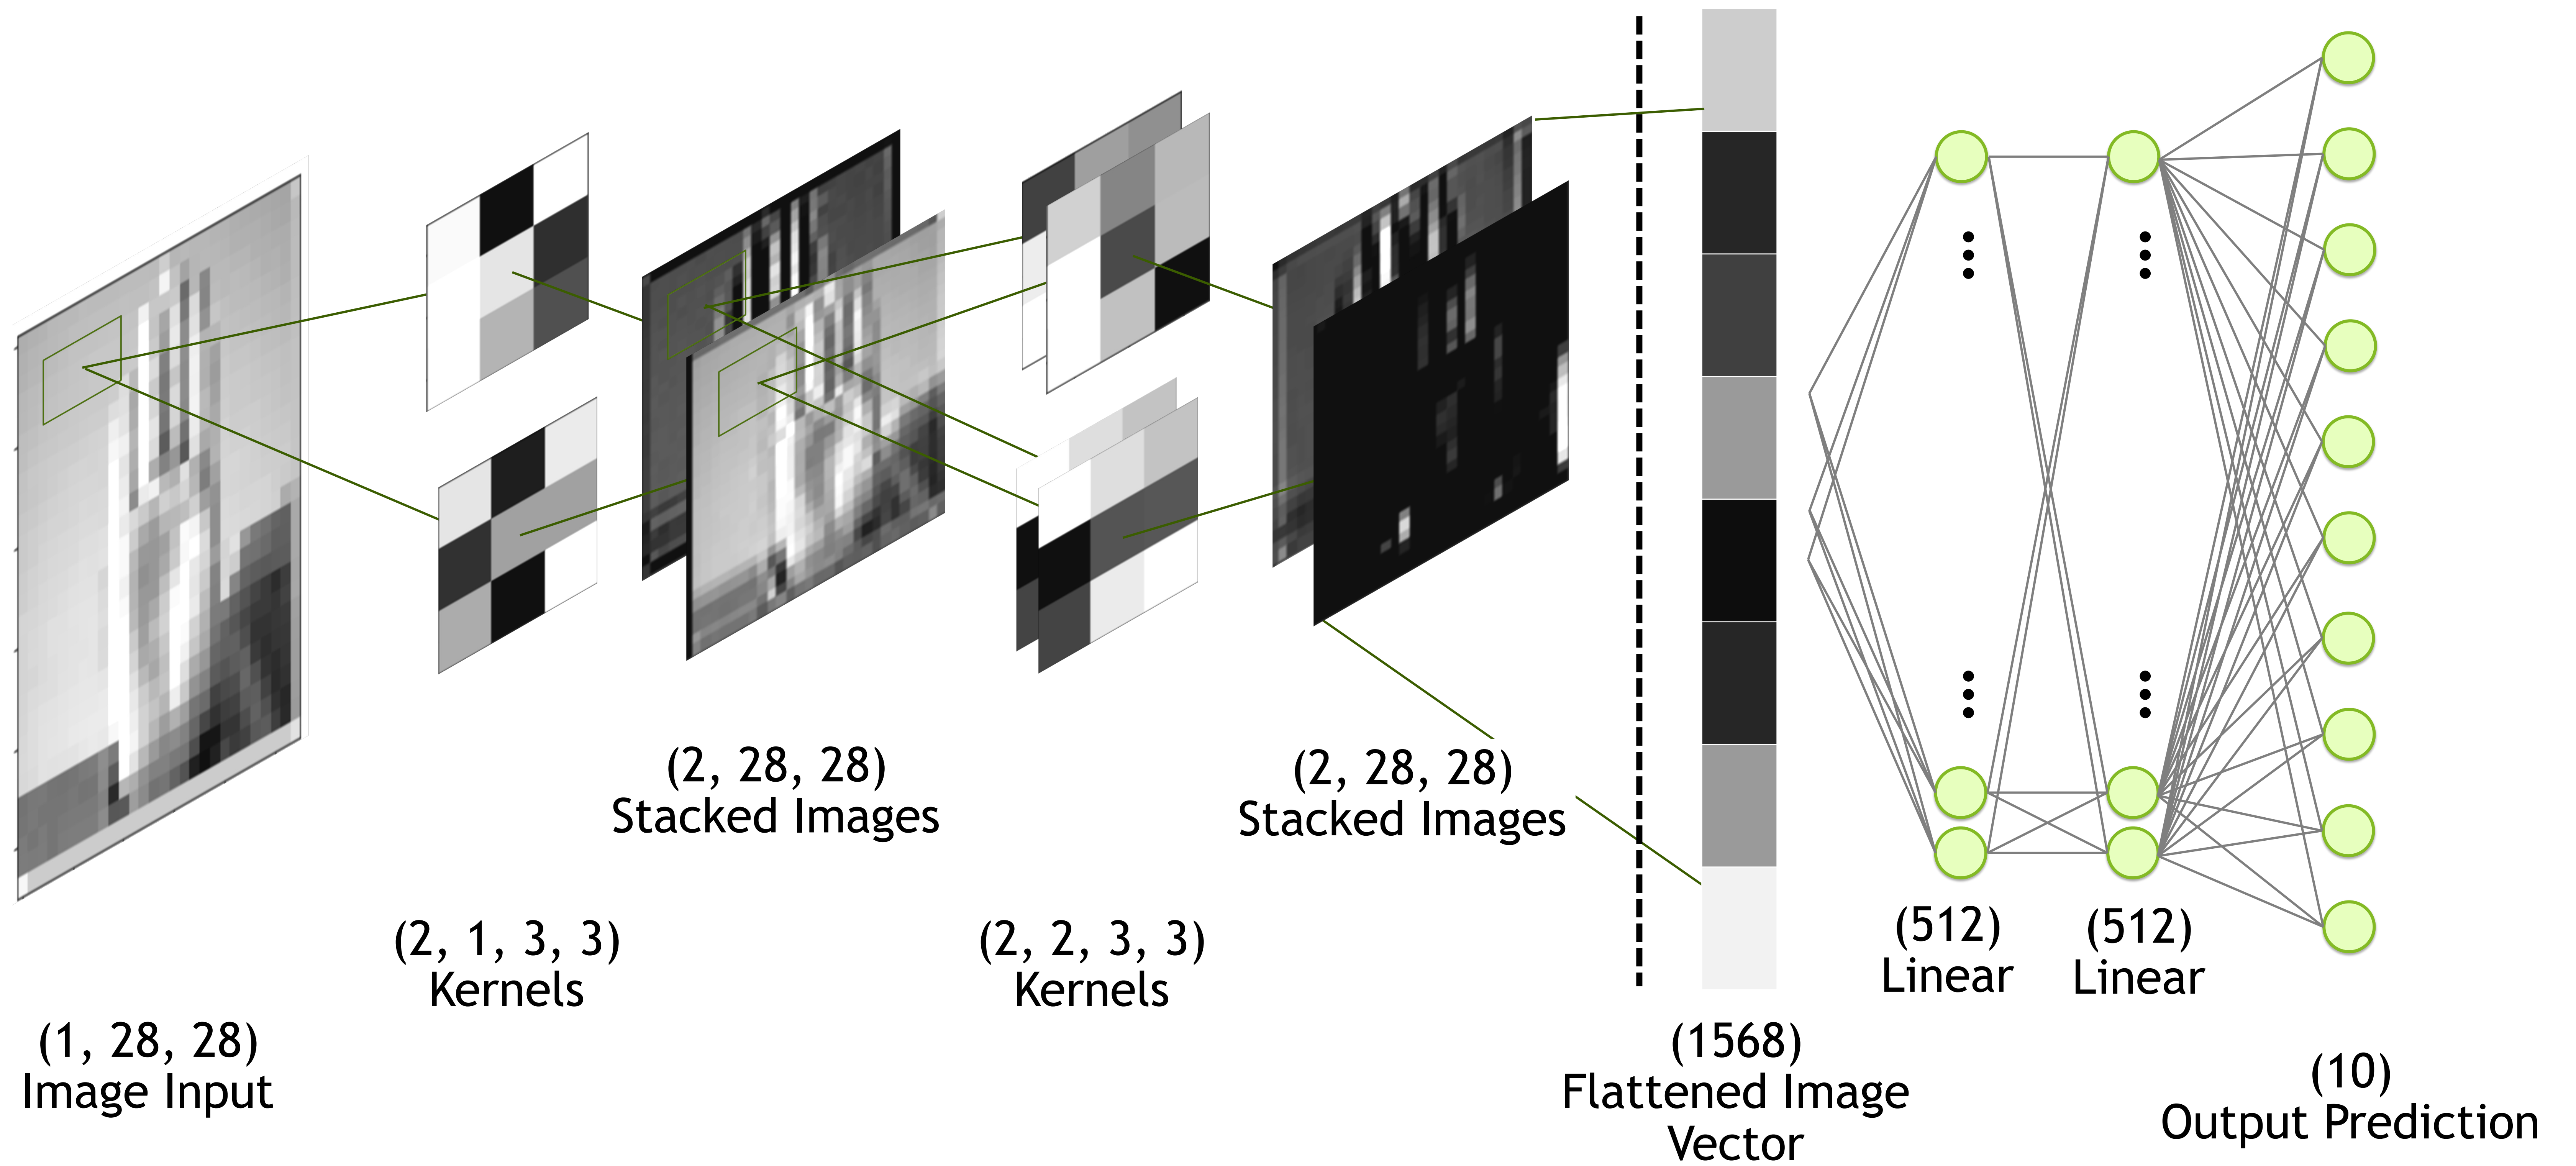 (1, 28, 28)
Image Input
(2, 1, 3, 3)
Kernels
(2, 28, 28)
Stacked Images
(2, 2, 3, 3)
Kernels
(2, 28, 28)
Stacked Images
(1568)
Flattened Image
Vector
(512)
Linear
(512)
Linear
(10)
Output Prediction